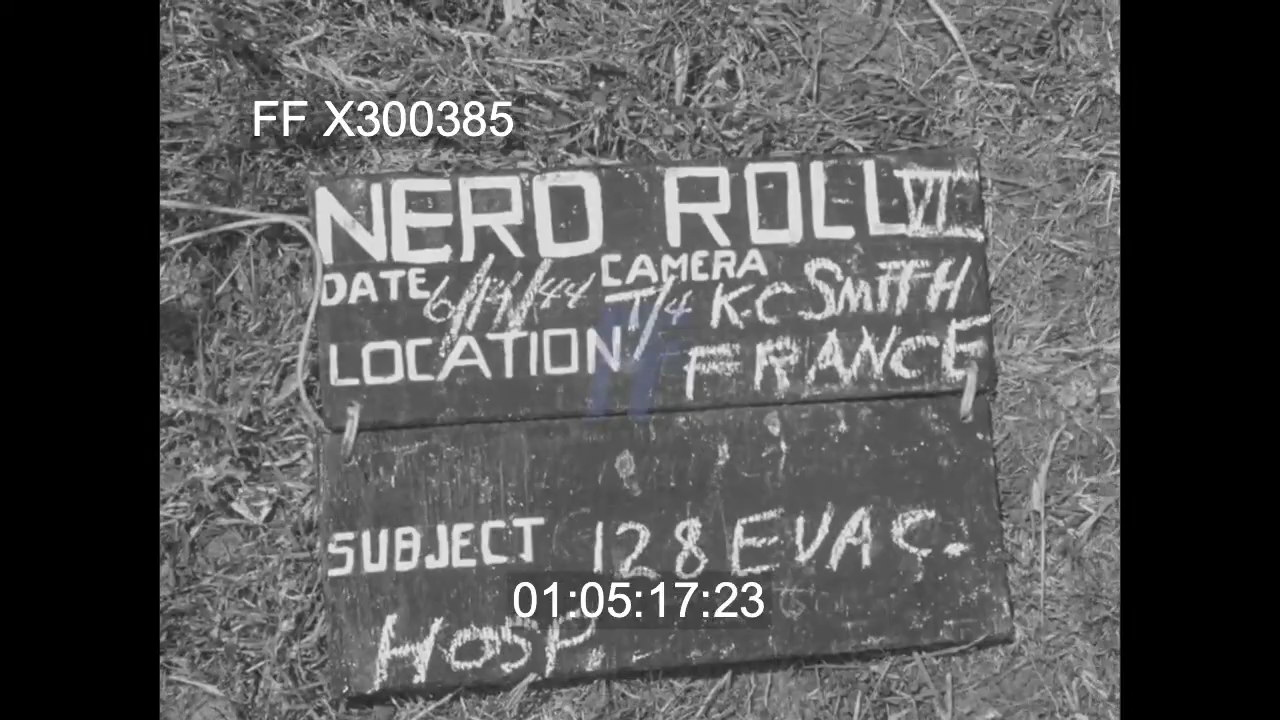 FF X300385
NERO ROLL VI
DATE 6/14/44 CAMERA T/4 K.C SMITH
LOCATION FRANCE
SUBJECT 128 EVAC.
01:05:17:23
HOSP.